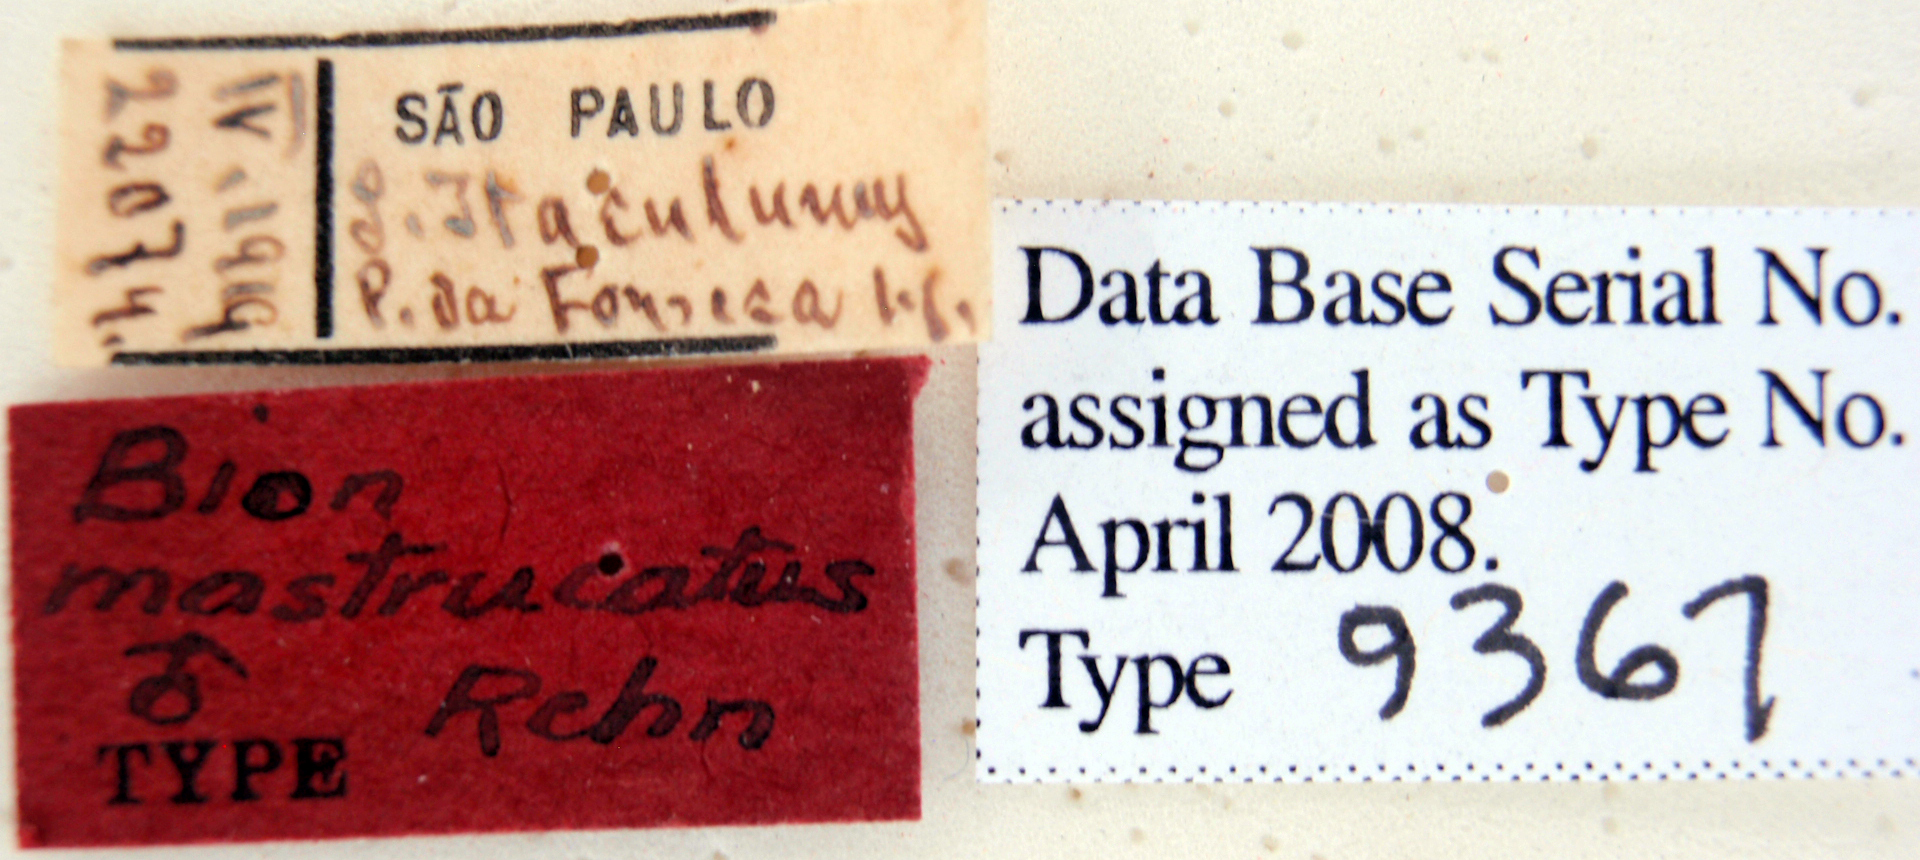 22074.
IV.1919
SÃO PAULO
P. da Fonseca
Bion
mastrucatus
♂ Rehn
TYPE
Data Base Serial No.
assigned as Type No.
April 2008.
Type 9367